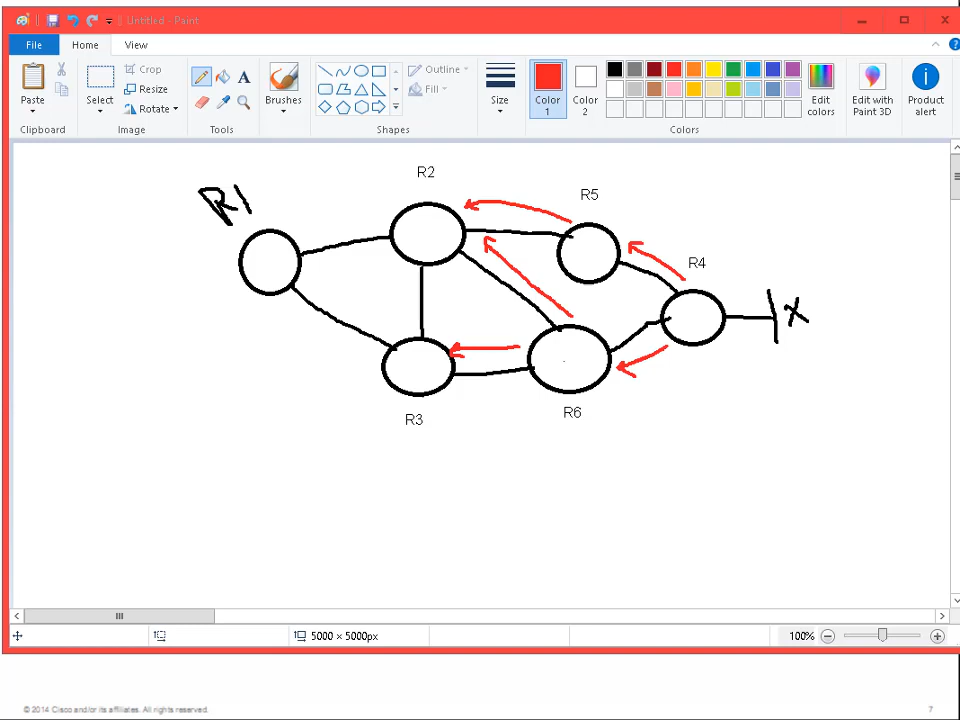 Untitled - Paint
File Home View
Paste
Clipboard
Select
Crop
Resize
Rotate
Image
A
Tools
Brushes
Outline
Fill
Shapes
Size
Color 1
Color 2
Edit colors
Colors
Edit with Paint 3D
Product alert
R1
R2
R5
R4
X
R3
R6
5000 × 5000px
100%
© 2014 Cisco and/or its affiliates. All rights reserved.
7